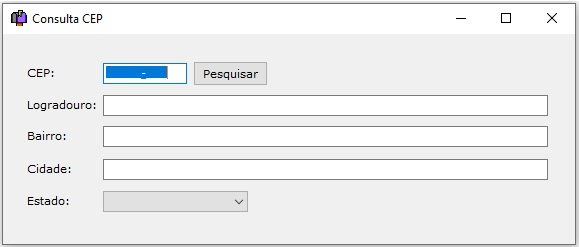 Consulta CEP
CEP: - Pesquisar
Logradouro:
Bairro:
Cidade:
Estado: